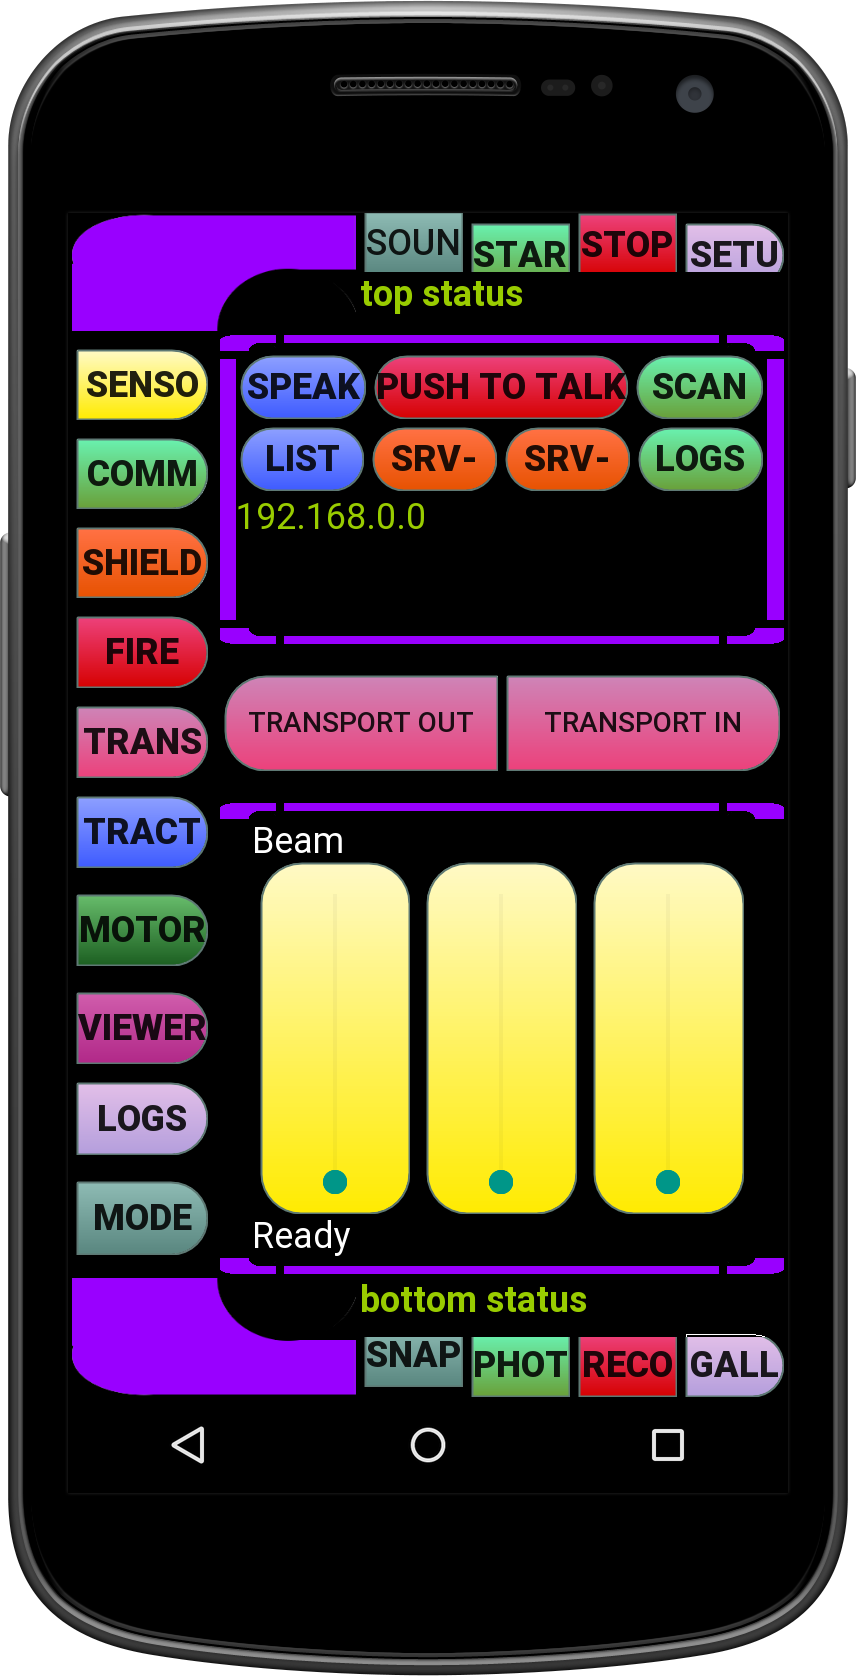 SOUN STAR STOP SETU
top status
SENSO
COMM
SHIELD
FIRE
TRANS
TRACT
MOTOR
VIEWER
LOGS
MODE
SPEAK PUSH TO TALK SCAN
LIST SRV- SRV- LOGS
192.168.0.0
TRANSPORT OUT TRANSPORT IN
Beam
Ready
bottom status
SNAP PHOT RECO GALL